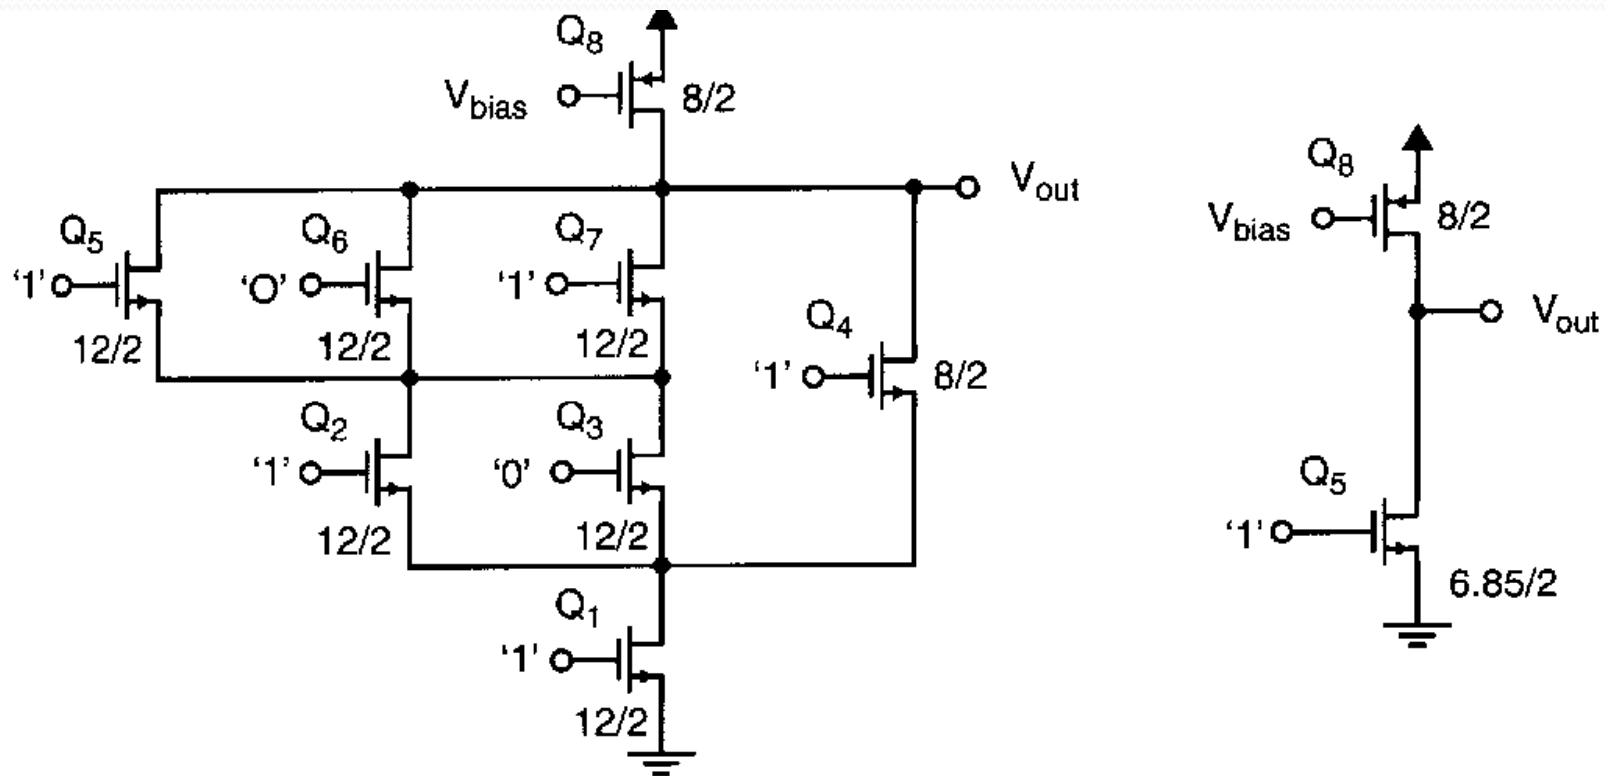 Q8
Vbias
8/2
Vout
Q5
'1'
12/2
Q6
'O'
12/2
Q7
'1'
12/2
Q4
'1'
8/2
Q2
'1'
12/2
Q3
'0'
12/2
Q1
'1'
12/2
Q8
Vbias
8/2
Vout
Q5
'1'
6.85/2